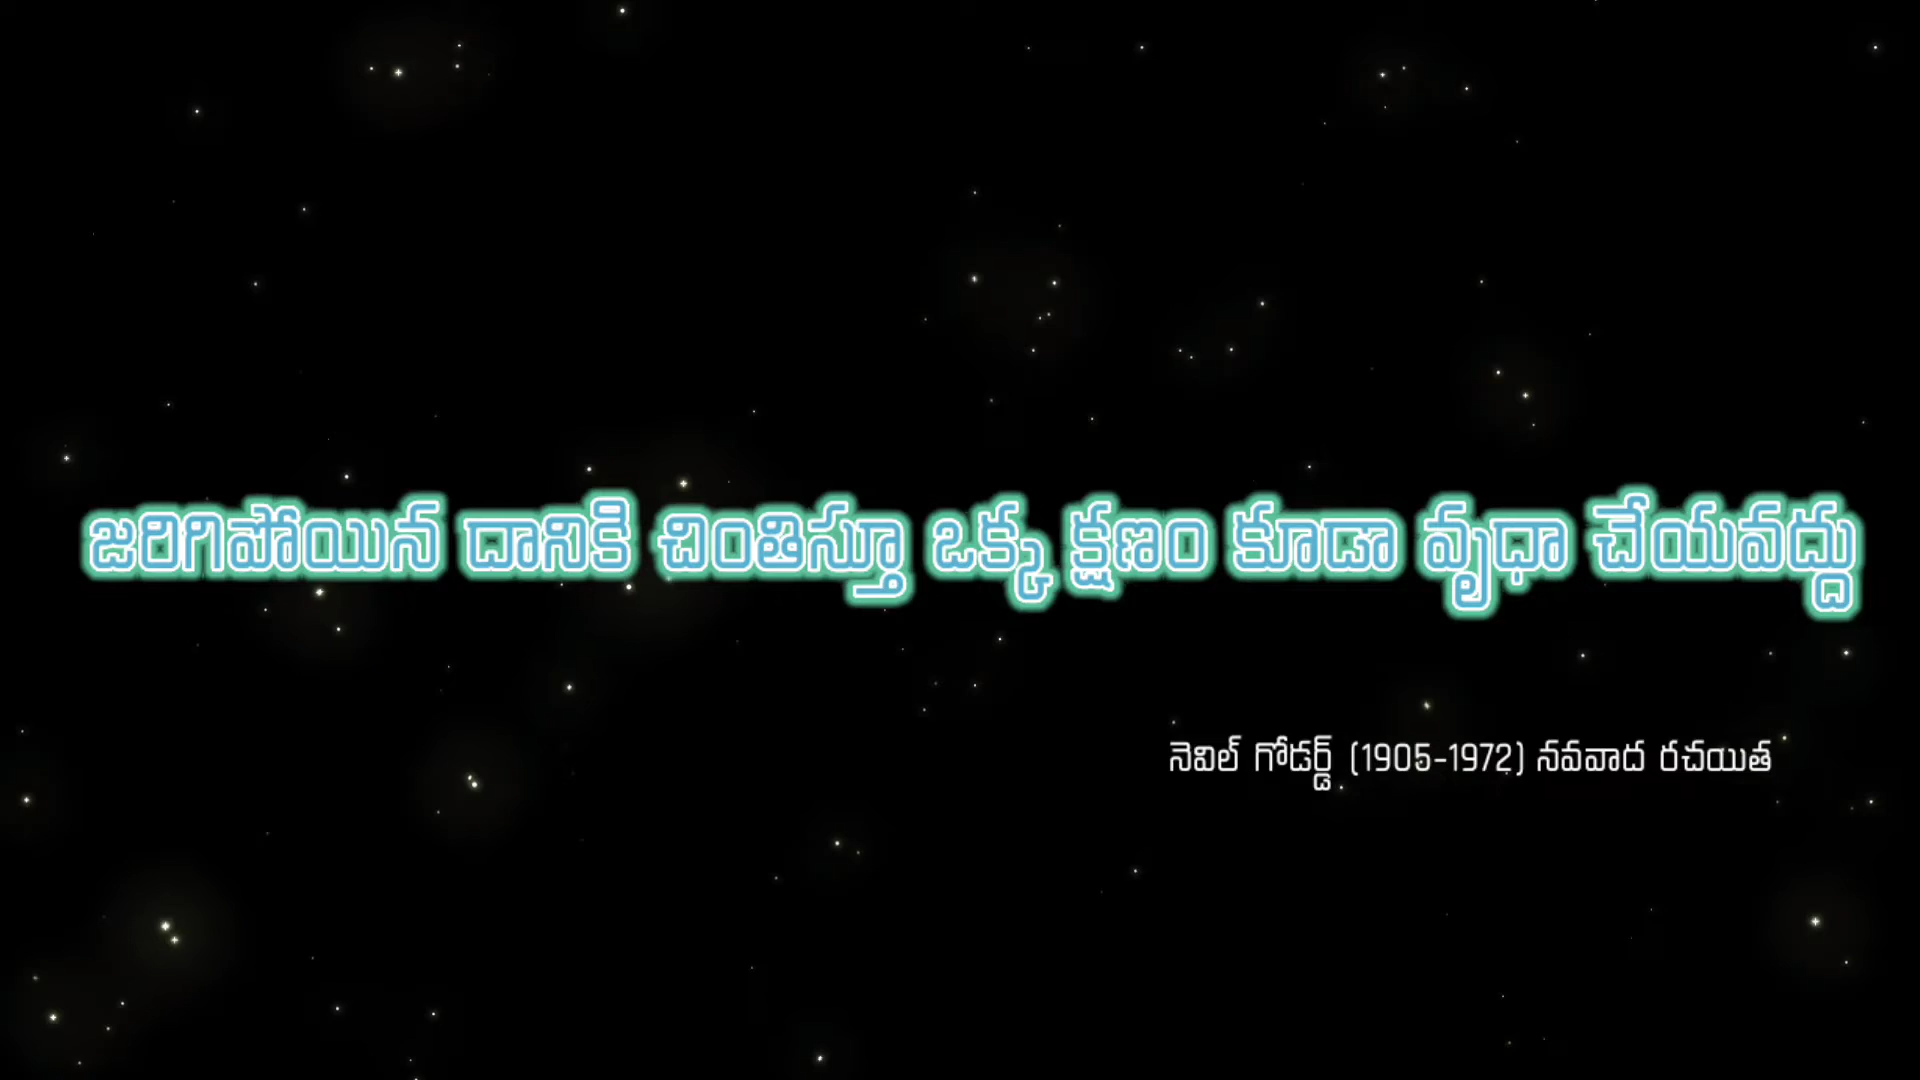 జరిగిపోయిన దానికి చింతిస్తూ ఒక్క క్షణం కూడా వృధా చేయవద్దు
నెవిల్ గోడర్డ్ (1905-1972) నవవాద రచయిత